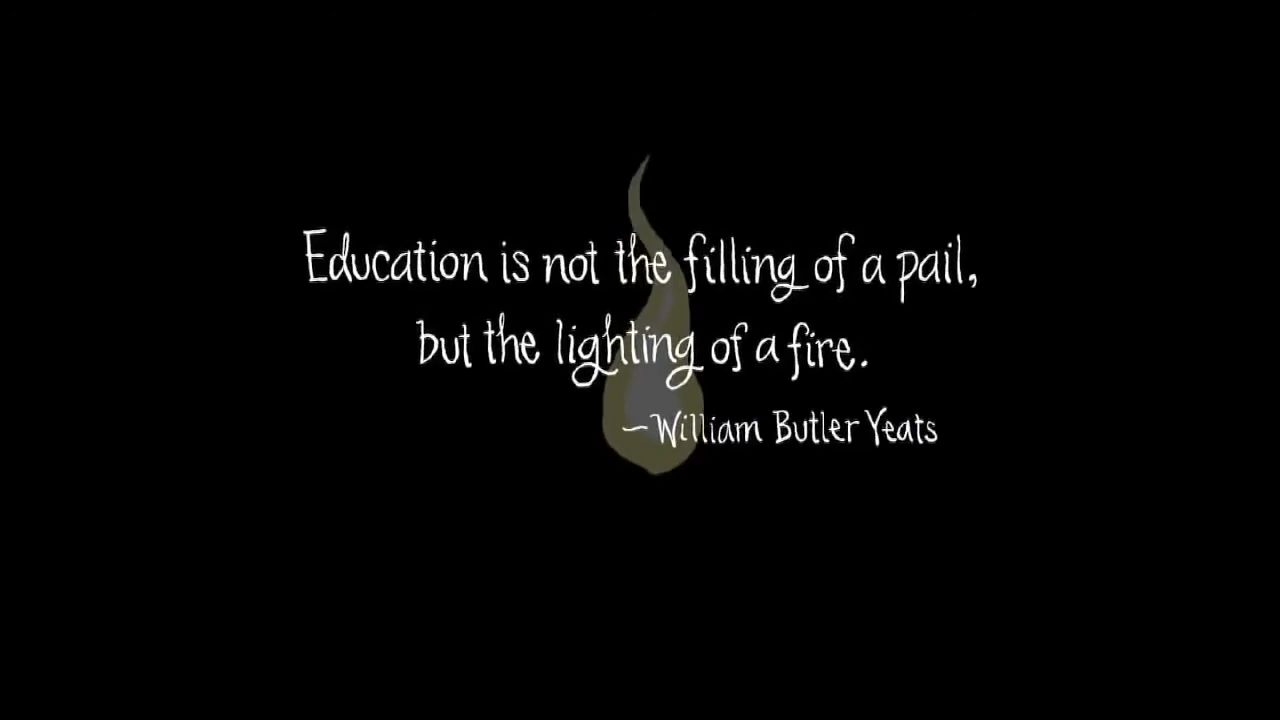 Education is not the filling of a pail,
but the lighting of a fire.
—William Butler Yeats